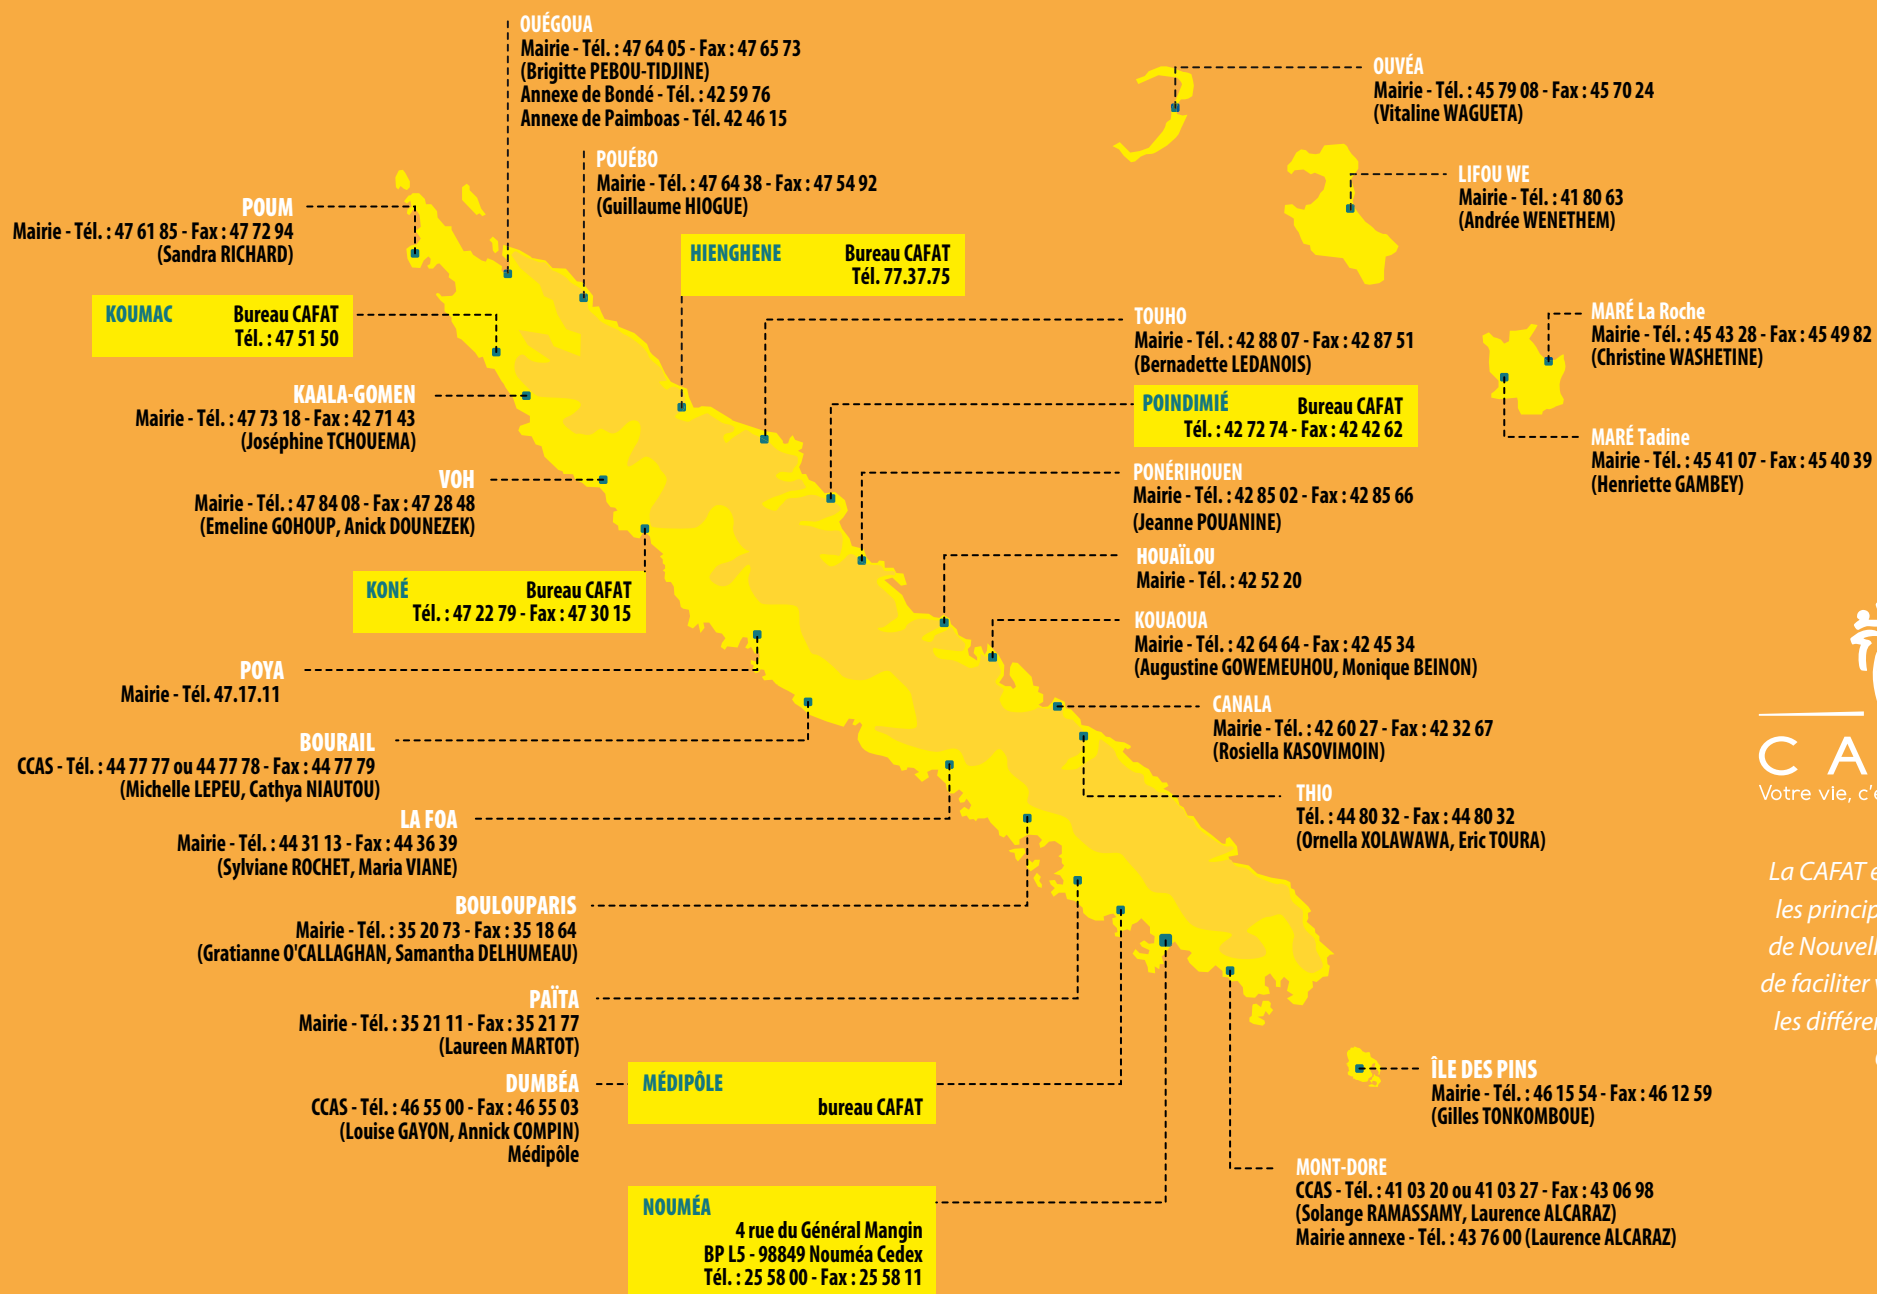 OUÉGOUA
Mairie - Tél. : 47 64 05 - Fax : 47 65 73
(Brigitte PEBOU-TIDJINE)
Annexe de Bondé - Tél. : 42 59 76
Annexe de Paimboas - Tél. 42 46 15
POUÉBO
Mairie - Tél. : 47 64 38 - Fax : 47 54 92
(Guillaume HIOGUE)
POUM
Mairie - Tél. : 47 61 85 - Fax : 47 72 94
(Sandra RICHARD)
HIENGHENE Bureau CAFAT
Tél. 77.37.75
KOUMAC Bureau CAFAT
Tél. : 47 51 50
KAALA-GOMEN
Mairie - Tél. : 47 73 18 - Fax : 42 71 43
(Joséphine TCHOUEMA)
VOH
Mairie - Tél. : 47 84 08 - Fax : 47 28 48
(Emeline GOHOUP, Anick DOUNEZEK)
KONÉ Bureau CAFAT
Tél. : 47 22 79 - Fax : 47 30 15
POYA
Mairie - Tél. 47.17.11
BOURAIL
CCAS - Tél. : 44 77 77 ou 44 77 78 - Fax : 44 77 79
(Michelle LEPEU, Cathya NIAUTOU)
LA FOA
Mairie - Tél. : 44 31 13 - Fax : 44 36 39
(Sylviane ROCHET, Maria VIANE)
BOULOUPARIS
Mairie - Tél. : 35 20 73 - Fax : 35 18 64
(Gratianne O'CALLAGHAN, Samantha DELHUMEAU)
PAÏTA
Mairie - Tél. : 35 21 11 - Fax : 35 21 77
(Laureen MARTOT)
DUMBÉA
CCAS - Tél. : 46 55 00 - Fax : 46 55 03
(Louise GAYON, Annick COMPIN)
Médipôle
MÉDIPÔLE
bureau CAFAT
NOUMÉA
4 rue du Général Mangin
BP L5 - 98849 Nouméa Cedex
Tél. : 25 58 00 - Fax : 25 58 11
OUVÉA
Mairie - Tél. : 45 79 08 - Fax : 45 70 24
(Vitaline WAGUETA)
LIFOU WE
Mairie - Tél. : 41 80 63
(Andrée WENETHEM)
MARÉ La Roche
Mairie - Tél. : 45 43 28 - Fax : 45 49 82
(Christine WASHETINE)
MARÉ Tadine
Mairie - Tél. : 45 41 07 - Fax : 45 40 39
(Henriette GAMBEY)
TOUHO
Mairie - Tél. : 42 88 07 - Fax : 42 87 51
(Bernadette LEDANOIS)
POINDIMIÉ Bureau CAFAT
Tél. : 42 72 74 - Fax : 42 42 62
PONÉRIHOUEN
Mairie - Tél. : 42 85 02 - Fax : 42 85 66
(Jeanne POUANINE)
HOUAÏLOU
Mairie - Tél. : 42 52 20
KOUAOUA
Mairie - Tél. : 42 64 64 - Fax : 42 45 34
(Augustine GOWEMEUHOU, Monique BEINON)
CANALA
Mairie - Tél. : 42 60 27 - Fax : 42 32 67
(Rosiella KASOVIMOIN)
THIO
Tél. : 44 80 32 - Fax : 44 80 32
(Ornella XOLAWAWA, Eric TOURA)
ÎLE DES PINS
Mairie - Tél. : 46 15 54 - Fax : 46 12 59
(Gilles TONKOMBOUE)
MONT-DORE
CCAS - Tél. : 41 03 20 ou 41 03 27 - Fax : 43 06 98
(Solange RAMASSAMY, Laurence ALCARAZ)
Mairie annexe - Tél. : 43 76 00 (Laurence ALCARAZ)
C A
Votre vie, c'
La CAFAT
les princip
de Nouvell
de faciliter
les différe